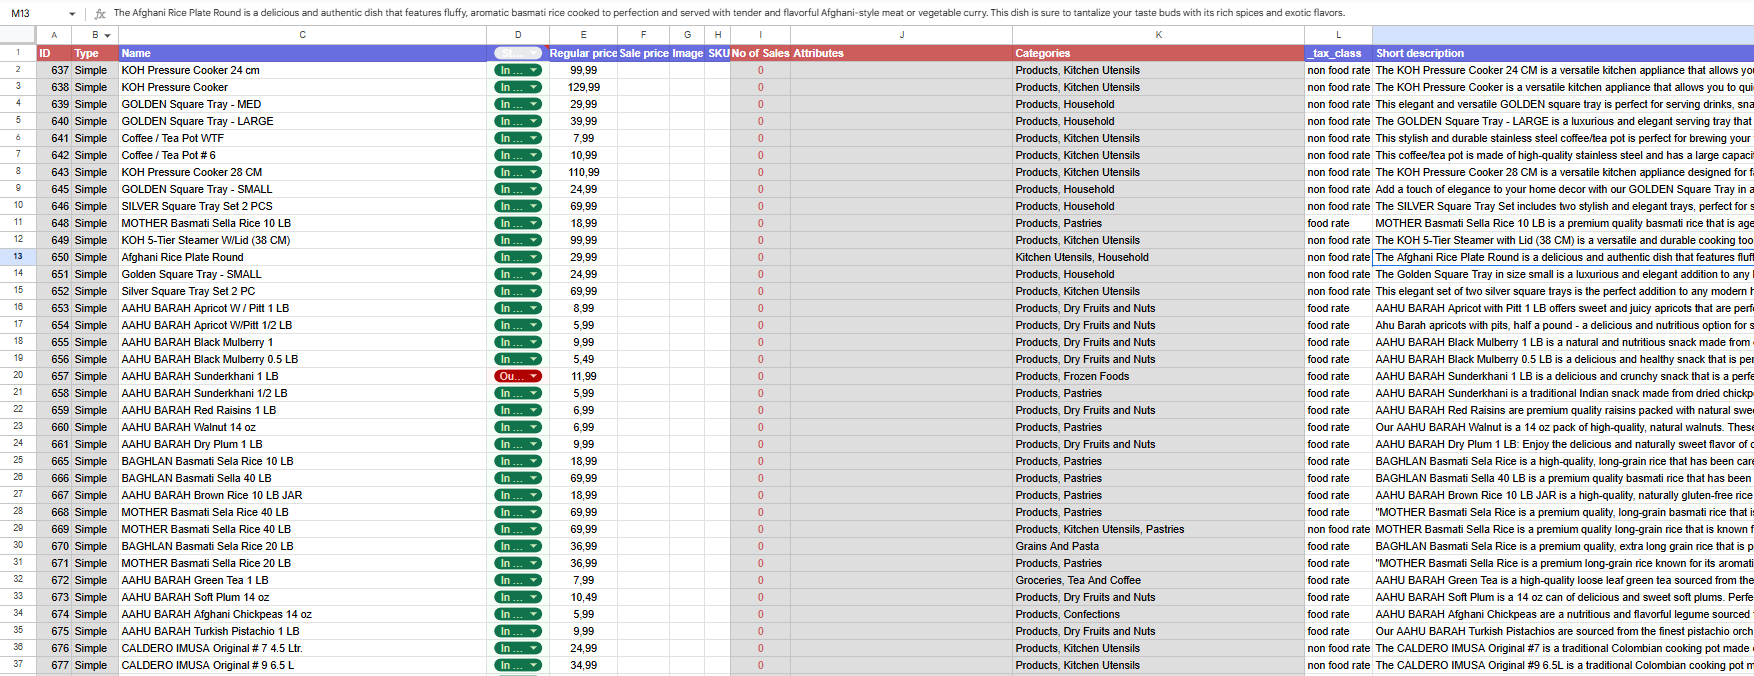 M13 fx The Afghani Rice Plate Round is a delicious and authentic dish that features fluffy, aromatic basmati rice cooked to perfection and served with tender and flavorful Afghani-style meat or vegetable curry. This dish is sure to tantalize your taste buds with its rich spices and exotic flavors.
A B C D E F G H I J K L
1 ID Type Name St... Regular price Sale price Image SKU No of Sales Attributes Categories _tax_class Short description
2 637 Simple KOH Pressure Cooker 24 cm In ... 99,99 0 Products, Kitchen Utensils non food rate The KOH Pressure Cooker 24 CM is a versatile kitchen appliance that allows yo
3 638 Simple KOH Pressure Cooker In ... 129,99 0 Products, Kitchen Utensils non food rate The KOH Pressure Cooker is a versatile kitchen appliance that allows you to qui
4 639 Simple GOLDEN Square Tray - MED In ... 29,99 0 Products, Household non food rate This elegant and versatile GOLDEN square tray is perfect for serving drinks, sna
5 640 Simple GOLDEN Square Tray - LARGE In ... 39,99 0 Products, Household non food rate The GOLDEN Square Tray - LARGE is a luxurious and elegant serving tray that
6 641 Simple Coffee / Tea Pot WTF In ... 7,99 0 Products, Kitchen Utensils non food rate This stylish and durable stainless steel coffee/tea pot is perfect for brewing your
7 642 Simple Coffee / Tea Pot # 6 In ... 10,99 0 Products, Kitchen Utensils non food rate This coffee/tea pot is made of high-quality stainless steel and has a large capaci
8 643 Simple KOH Pressure Cooker 28 CM In ... 110,99 0 Products, Kitchen Utensils non food rate The KOH Pressure Cooker 28 CM is a versatile kitchen appliance designed for fa
9 645 Simple GOLDEN Square Tray - SMALL In ... 24,99 0 Products, Household non food rate Add a touch of elegance to your home decor with our GOLDEN Square Tray in a
10 646 Simple SILVER Square Tray Set 2 PCS In ... 69,99 0 Products, Household non food rate The SILVER Square Tray Set includes two stylish and elegant trays, perfect for s
11 648 Simple MOTHER Basmati Sella Rice 10 LB In ... 18,99 0 Products, Pastries food rate MOTHER Basmati Sella Rice 10 LB is a premium quality basmati rice that is age
12 649 Simple KOH 5-Tier Steamer W/Lid (38 CM) In ... 99,99 0 Products, Kitchen Utensils non food rate The KOH 5-Tier Steamer with Lid (38 CM) is a versatile and durable cooking too
13 650 Simple Afghani Rice Plate Round In ... 29,99 0 Kitchen Utensils, Household non food rate The Afghani Rice Plate Round is a delicious and authentic dish that features fluff
14 651 Simple Golden Square Tray - SMALL In ... 24,99 0 Products, Household non food rate The Golden Square Tray in size small is a luxurious and elegant addition to any
15 652 Simple Silver Square Tray Set 2 PC In ... 69,99 0 Products, Kitchen Utensils non food rate This elegant set of two silver square trays is the perfect addition to any modern h
16 653 Simple AAHU BARAH Apricot W / Pitt 1 LB In ... 8,99 0 Products, Dry Fruits and Nuts food rate AAHU BARAH Apricot with Pitt 1 LB offers sweet and juicy apricots that are perfe
17 654 Simple AAHU BARAH Apricot W/Pitt 1/2 LB In ... 5,99 0 Products, Dry Fruits and Nuts food rate Ahu Barah apricots with pits, half a pound - a delicious and nutritious option for s
18 655 Simple AAHU BARAH Black Mulberry 1 In ... 9,99 0 Products, Dry Fruits and Nuts food rate AAHU BARAH Black Mulberry 1 LB is a natural and nutritious snack made from
19 656 Simple AAHU BARAH Black Mulberry 0.5 LB In ... 5,49 0 Products, Dry Fruits and Nuts food rate AAHU BARAH Black Mulberry 0.5 LB is a delicious and healthy snack that is per
20 657 Simple AAHU BARAH Sunderkhani 1 LB Ou... 11,99 0 Products, Frozen Foods food rate AAHU BARAH Sunderkhani 1 LB is a delicious and crunchy snack that is a perfe
21 658 Simple AAHU BARAH Sunderkhani 1/2 LB In ... 5,99 0 Products, Pastries food rate AAHU BARAH Sunderkhani is a traditional Indian snack made from dried chickp
22 659 Simple AAHU BARAH Red Raisins 1 LB In ... 6,99 0 Products, Dry Fruits and Nuts food rate AAHU BARAH Red Raisins are premium quality raisins packed with natural swee
23 660 Simple AAHU BARAH Walnut 14 oz In ... 6,99 0 Products, Pastries food rate Our AAHU BARAH Walnut is a 14 oz pack of high-quality, natural walnuts. These
24 661 Simple AAHU BARAH Dry Plum 1 LB In ... 9,99 0 Products, Dry Fruits and Nuts food rate AAHU BARAH Dry Plum 1 LB: Enjoy the delicious and naturally sweet flavor of
25 665 Simple BAGHLAN Basmati Sela Rice 10 LB In ... 18,99 0 Products, Pastries food rate BAGHLAN Basmati Sela Rice is a high-quality, long-grain rice that has been care
26 666 Simple BAGHLAN Basmati Sella 40 LB In ... 69,99 0 Products, Pastries food rate BAGHLAN Basmati Sella 40 LB is a premium quality basmati rice that has been
27 667 Simple AAHU BARAH Brown Rice 10 LB JAR In ... 18,99 0 Products, Pastries food rate AAHU BARAH Brown Rice 10 LB JAR is a high-quality, naturally gluten-free rice
28 668 Simple MOTHER Basmati Sela Rice 40 LB In ... 69,99 0 Products, Pastries food rate "MOTHER Basmati Sela Rice is a premium quality, long-grain basmati rice that is
29 669 Simple MOTHER Basmati Sella Rice 40 LB In ... 69,99 0 Products, Kitchen Utensils, Pastries non food rate MOTHER Basmati Sella Rice is a premium quality long-grain rice that is known f
30 670 Simple BAGHLAN Basmati Sela Rice 20 LB In ... 36,99 0 Grains And Pasta food rate BAGHLAN Basmati Sela Rice is a premium quality, extra long grain rice that is p
31 671 Simple MOTHER Basmati Sella Rice 20 LB In ... 36,99 0 Products, Pastries food rate "MOTHER Basmati Sella Rice is a premium long-grain rice known for its aromati
32 672 Simple AAHU BARAH Green Tea 1 LB In ... 7,99 0 Groceries, Tea And Coffee food rate AAHU BARAH Green Tea is a high-quality loose leaf green tea sourced from the
33 673 Simple AAHU BARAH Soft Plum 14 oz In ... 10,49 0 Products, Dry Fruits and Nuts food rate AAHU BARAH Soft Plum is a 14 oz can of delicious and sweet soft plums. Perfe
34 674 Simple AAHU BARAH Afghani Chickpeas 14 oz In ... 5,99 0 Products, Confections food rate AAHU BARAH Afghani Chickpeas are a nutritious and flavorful legume sourced
35 675 Simple AAHU BARAH Turkish Pistachio 1 LB In ... 9,99 0 Products, Dry Fruits and Nuts food rate Our AAHU BARAH Turkish Pistachios are sourced from the finest pistachio orch
36 676 Simple CALDERO IMUSA Original # 7 4.5 Ltr. In ... 24,99 0 Products, Kitchen Utensils non food rate The CALDERO IMUSA Original #7 is a traditional Colombian cooking pot made
37 677 Simple CALDERO IMUSA Original # 9 6.5 L In ... 34,99 0 Products, Kitchen Utensils non food rate The CALDERO IMUSA Original #9 6.5L is a traditional Colombian cooking pot m